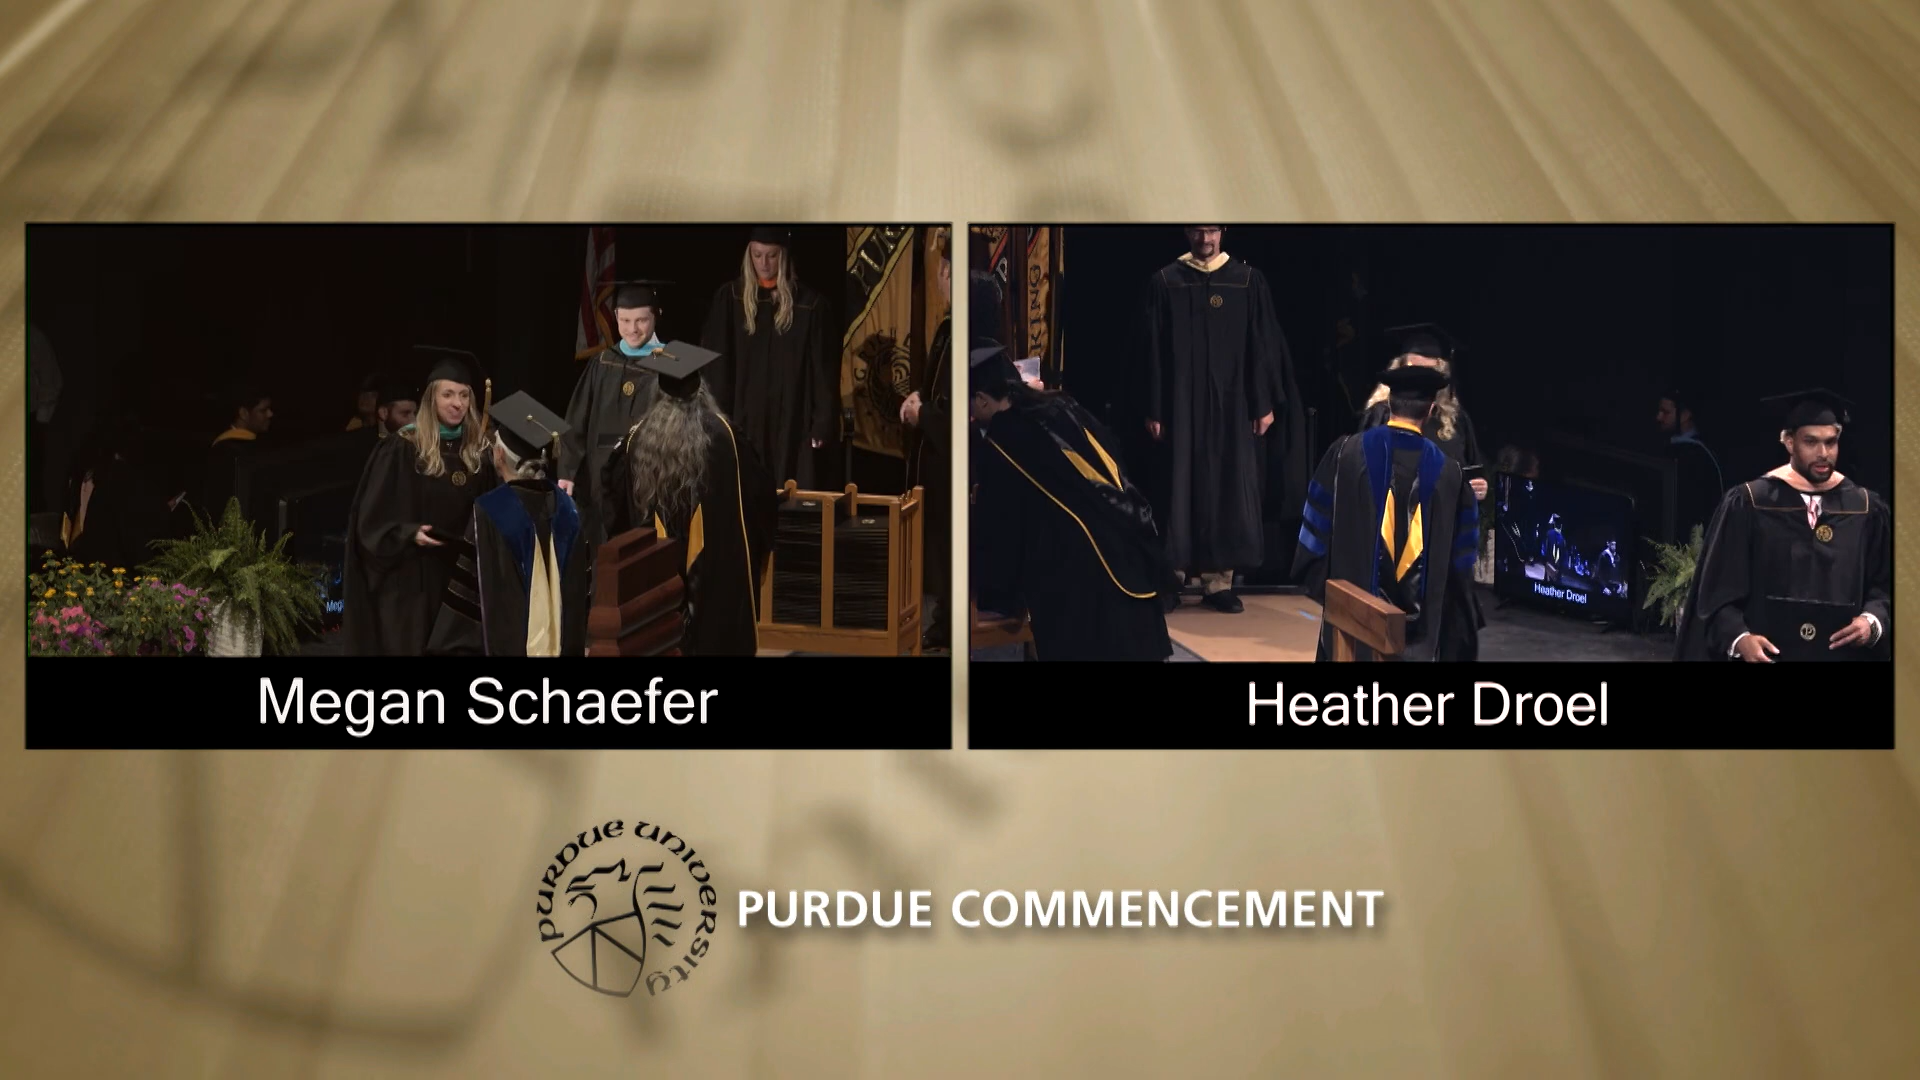 Megan Schaefer
Heather Droel
Heather Droel
PURDUE UNIVERSITY
PURDUE COMMENCEMENT